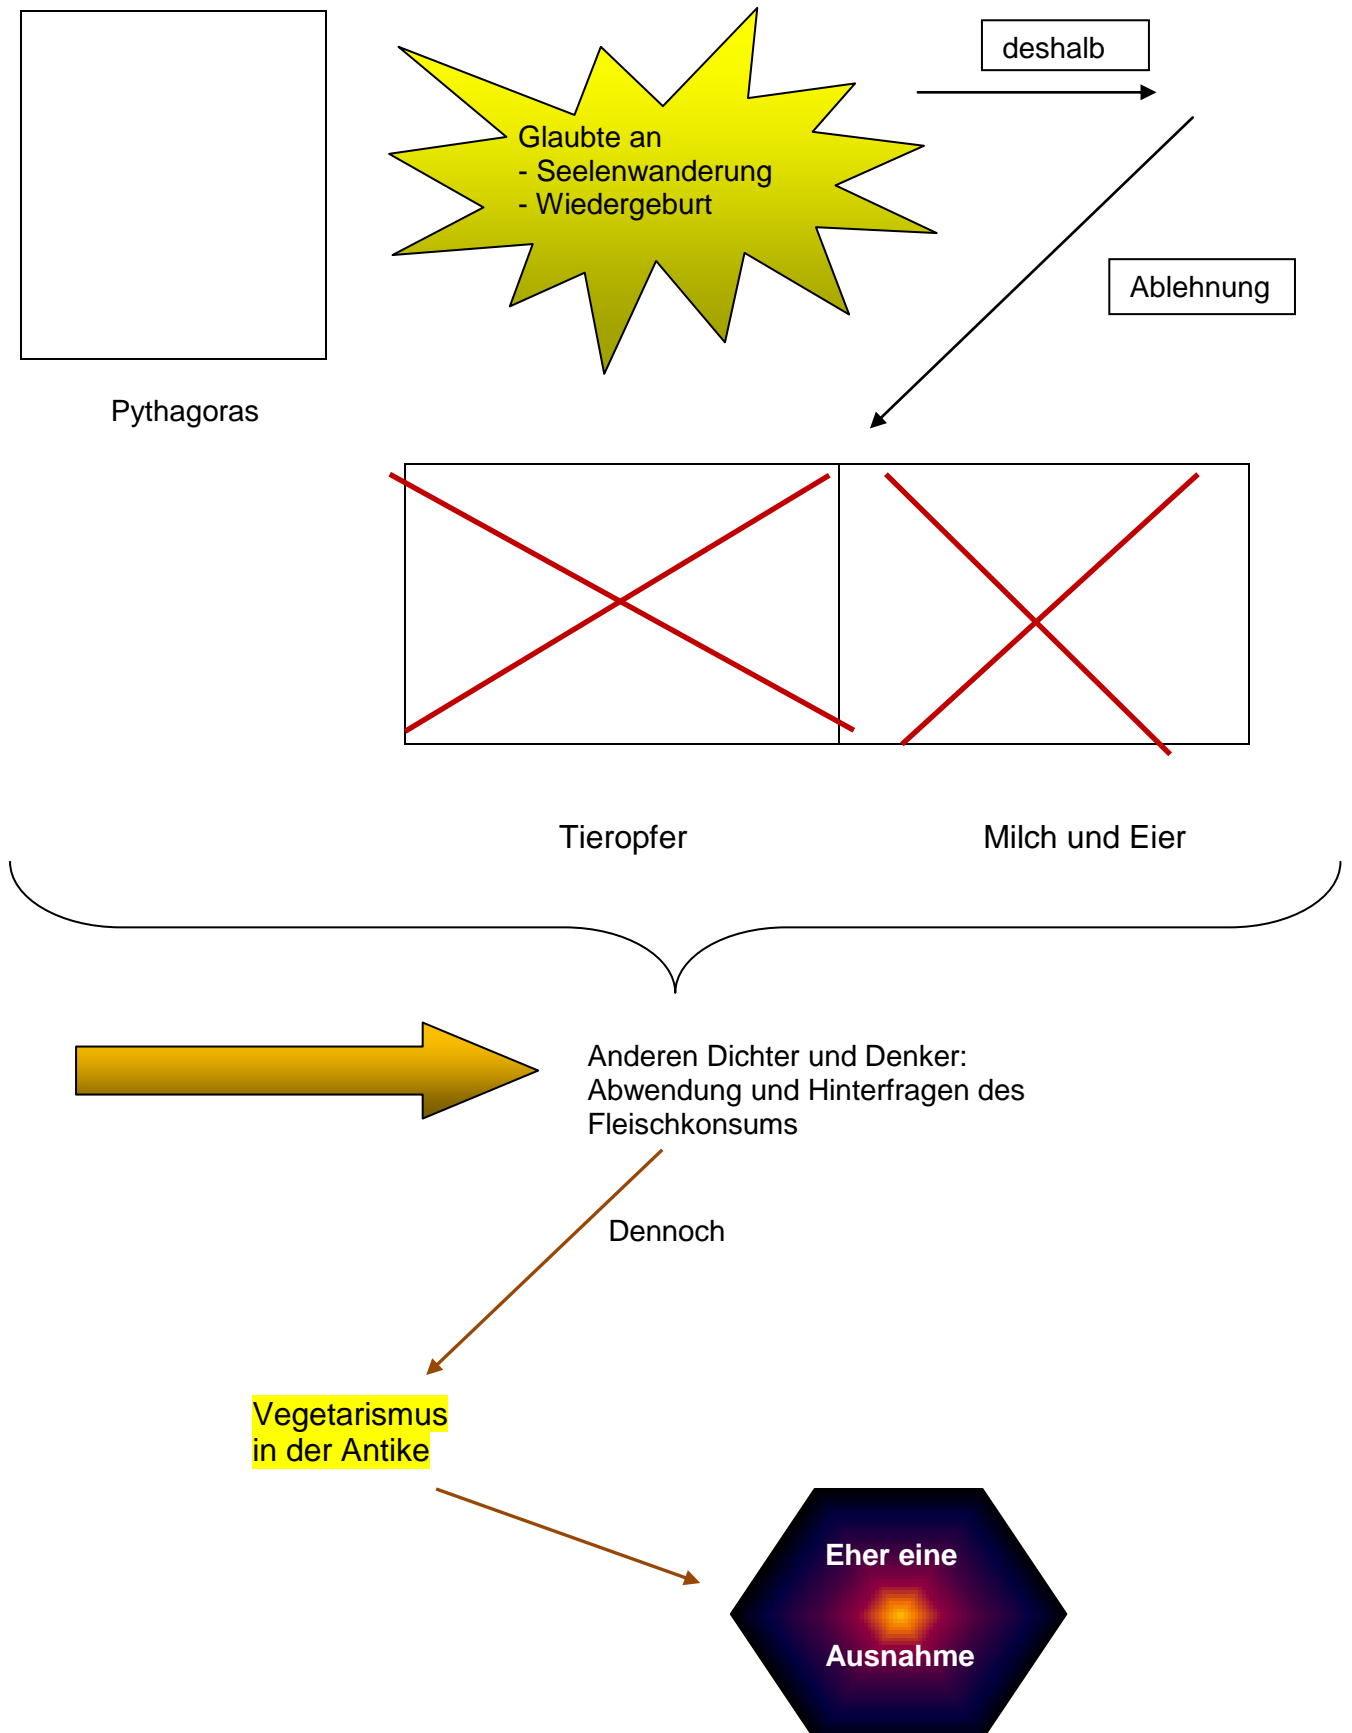 deshalb
Glaubte an
- Seelenwanderung
- Wiedergeburt
Ablehnung
Pythagoras
Tieropfer
Milch und Eier
Anderen Dichter und Denker:
Abwendung und Hinterfragen des
Fleischkonsums
Dennoch
Vegetarismus
in der Antike
Eher eine
Ausnahme